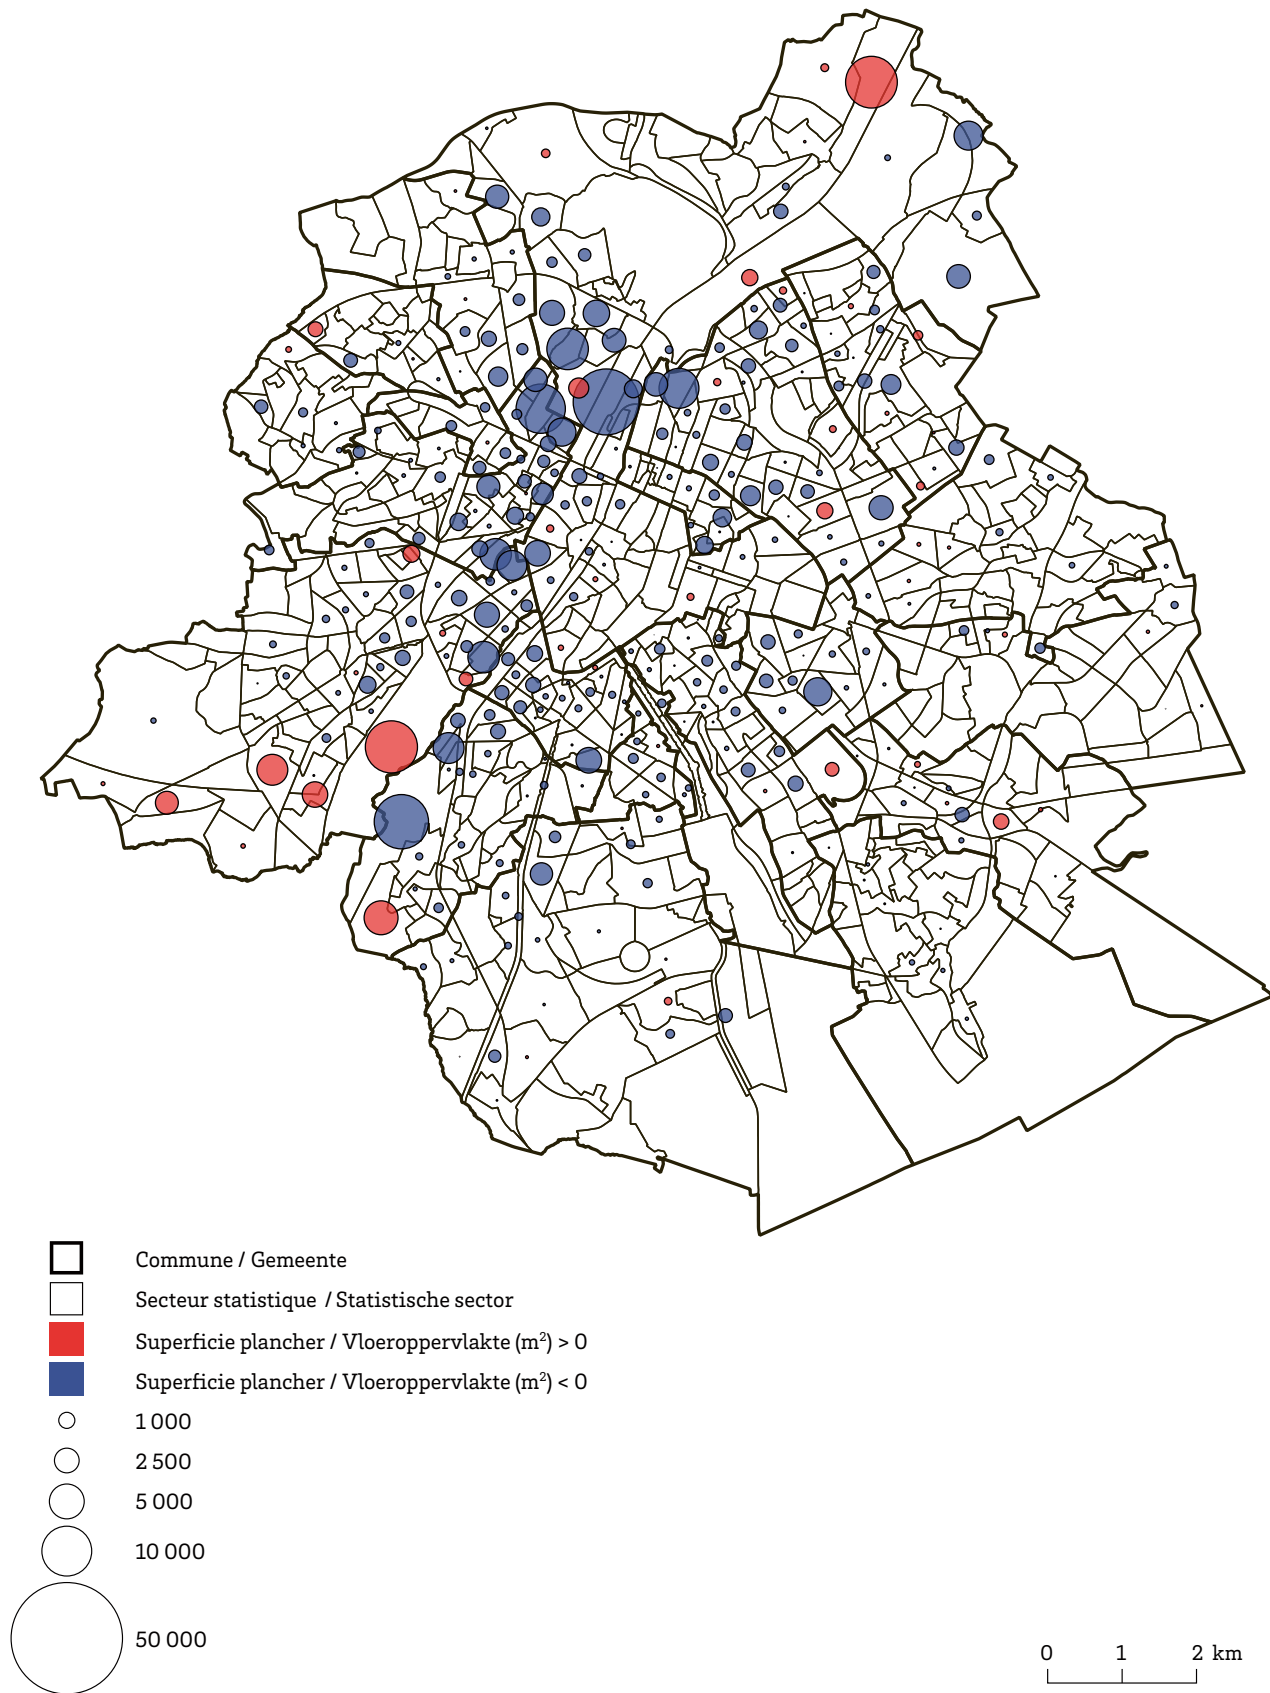 Commune / Gemeente
Secteur statistique / Statistische sector
Superficie plancher / Vloeroppervlakte (m²) > 0
Superficie plancher / Vloeroppervlakte (m²) < 0
1 000
2 500
5 000
10 000
50 000
0 1 2 km